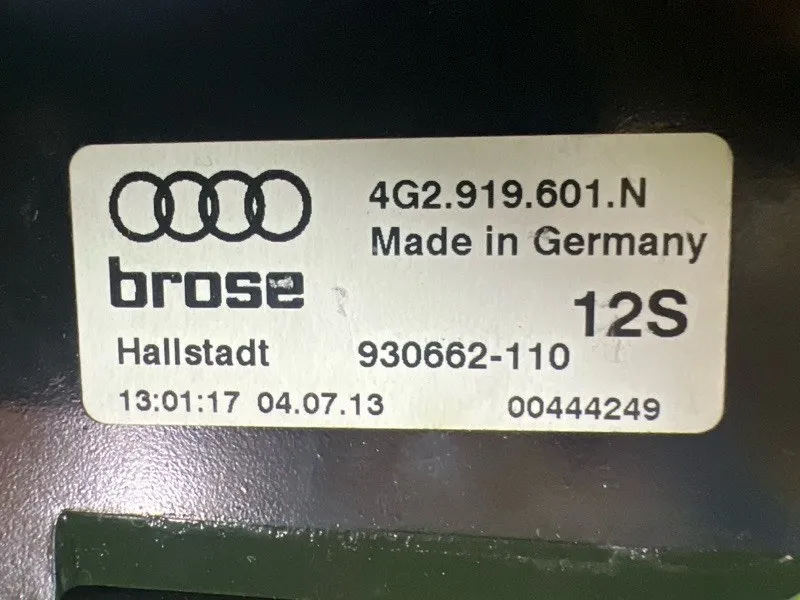 4G2.919.601.N
Made in Germany
brose
12S
Hallstadt 930662-110
13:01:17 04.07.13 00444249